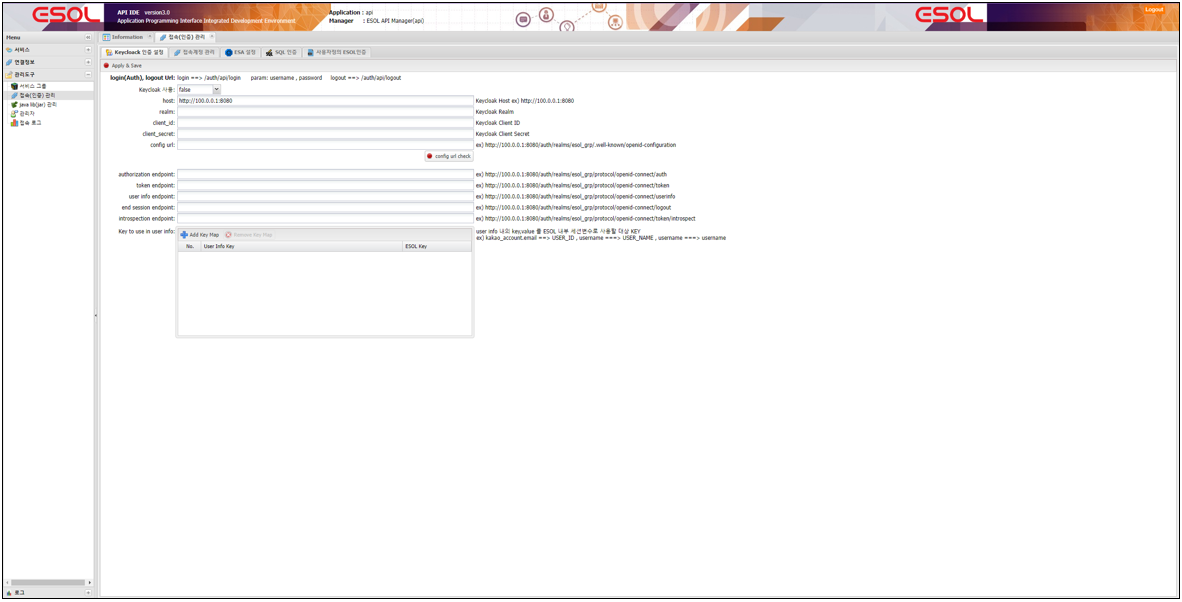 ESOL
API IDE version3.0
Application Programming Interface Integrated Development Environment
Application : api
Manager : ESOL API Manager(api)
ESOL
Logout
Menu
서비스
연결정보
관리도구
서비스 그룹
접속(인증) 관리
java lib(jar) 관리
관리자
접속 로그
로그
Information
접속(인증) 관리
Keycloack 인증 설정
접속계정 관리
ESA 설정
SQL 인증
사용자정의 ESOL인증
Apply & Save
login(Auth), logout Url: login ==> /auth/api/login param: username , password logout ==> /auth/api/logout
Keycloak 사용: false
host: http://100.0.0.1:8080 Keycloak Host ex) http://100.0.0.1:8080
realm: Keycloak Realm
client_id: Keycloak Client ID
client_secret: Keycloak Client Secret
config url: ex) http://100.0.0.1:8080/auth/realms/esol_grp/.well-known/openid-configuration
config url check
authorization endpoint: ex) http://100.0.0.1:8080/auth/realms/esol_grp/protocol/openid-connect/auth
token endpoint: ex) http://100.0.0.1:8080/auth/realms/esol_grp/protocol/openid-connect/token
user info endpoint: ex) http://100.0.0.1:8080/auth/realms/esol_grp/protocol/openid-connect/userinfo
end session endpoint: ex) http://100.0.0.1:8080/auth/realms/esol_grp/protocol/openid-connect/logout
introspection endpoint: ex) http://100.0.0.1:8080/auth/realms/esol_grp/protocol/openid-connect/token/introspect
Key to use in user info: Add Key Map Remove Key Map
No. User Info Key ESOL Key
user info 내의 key,value 를 ESOL 내부 세션변수로 사용할 대상 KEY
ex) kakao_account.email ==> USER_ID , username ===> USER_NAME , username ===> username